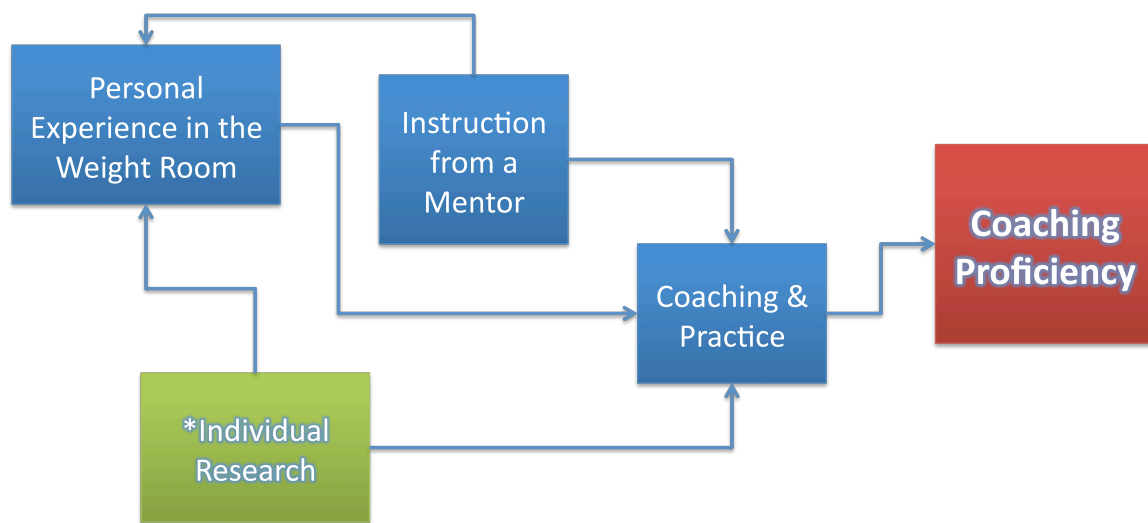 Personal
Experience in the
Weight Room
Instruction
from a
Mentor
Coaching &
Practice
Coaching
Proficiency
*Individual
Research